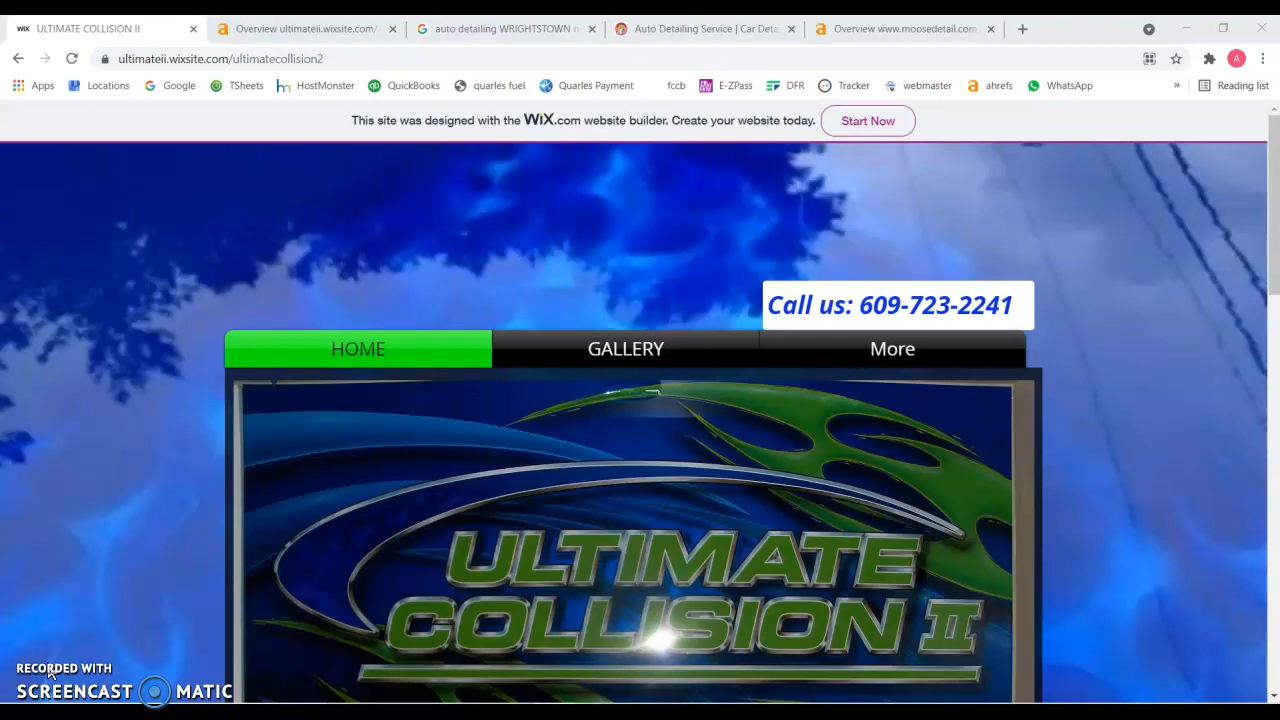 WiX ULTIMATE COLLISION II
Overview ultimateii.wixsite.com/
auto detailing WRIGHTSTOWN n
Auto Detailing Service | Car Deta
Overview www.moosedetail.com
A
ultimateii.wixsite.com/ultimatecollision2
Apps Locations Google TSheets HostMonster QuickBooks quarles fuel Quarles Payment fccb E-ZPass DFR Tracker webmaster ahrefs WhatsApp » Reading list
This site was designed with the WiX.com website builder. Create your website today. Start Now
Call us: 609-723-2241
HOME GALLERY More
ULTIMATE
COLLISION II
RECORDED WITH
SCREENCAST MATIC